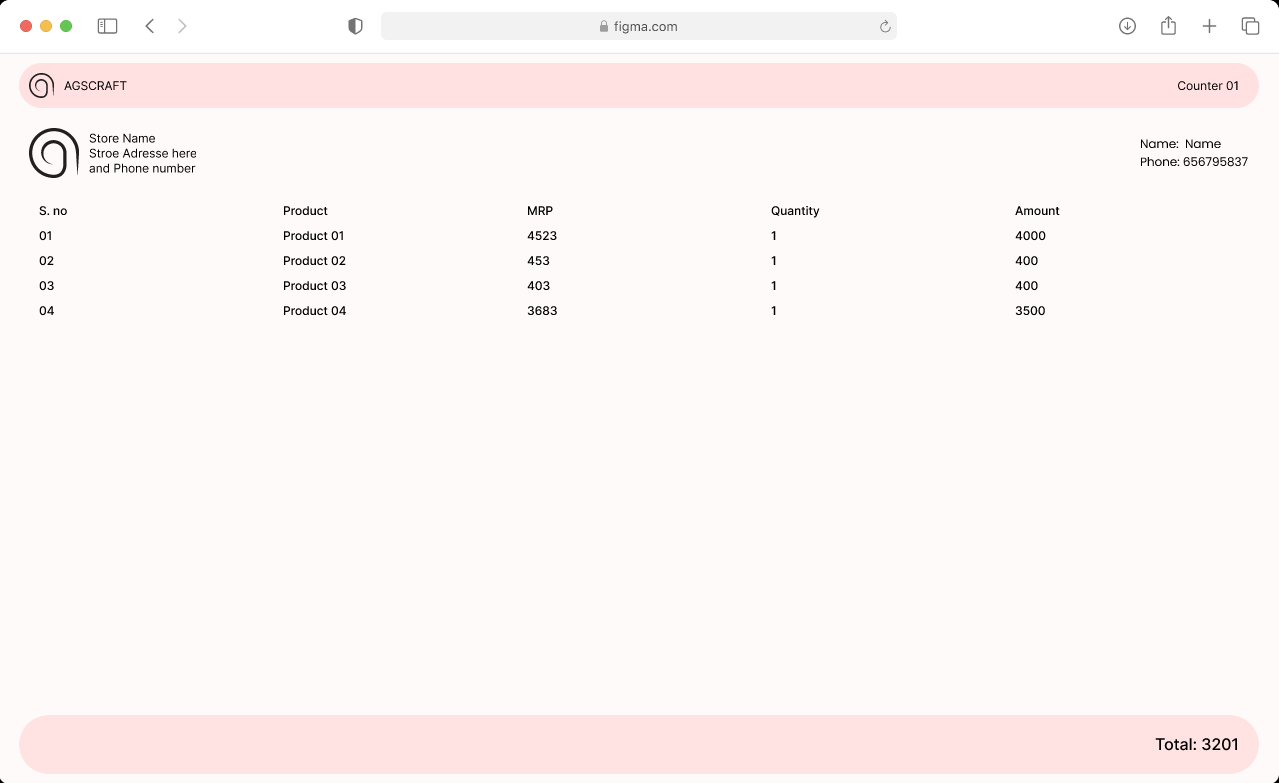 figma.com
AGSCRAFT
Counter 01
Store Name
Stroe Adresse here
and Phone number
Name: Name
Phone: 656795837
S. no Product MRP Quantity Amount
01 Product 01 4523 1 4000
02 Product 02 453 1 400
03 Product 03 403 1 400
04 Product 04 3683 1 3500
Total: 3201